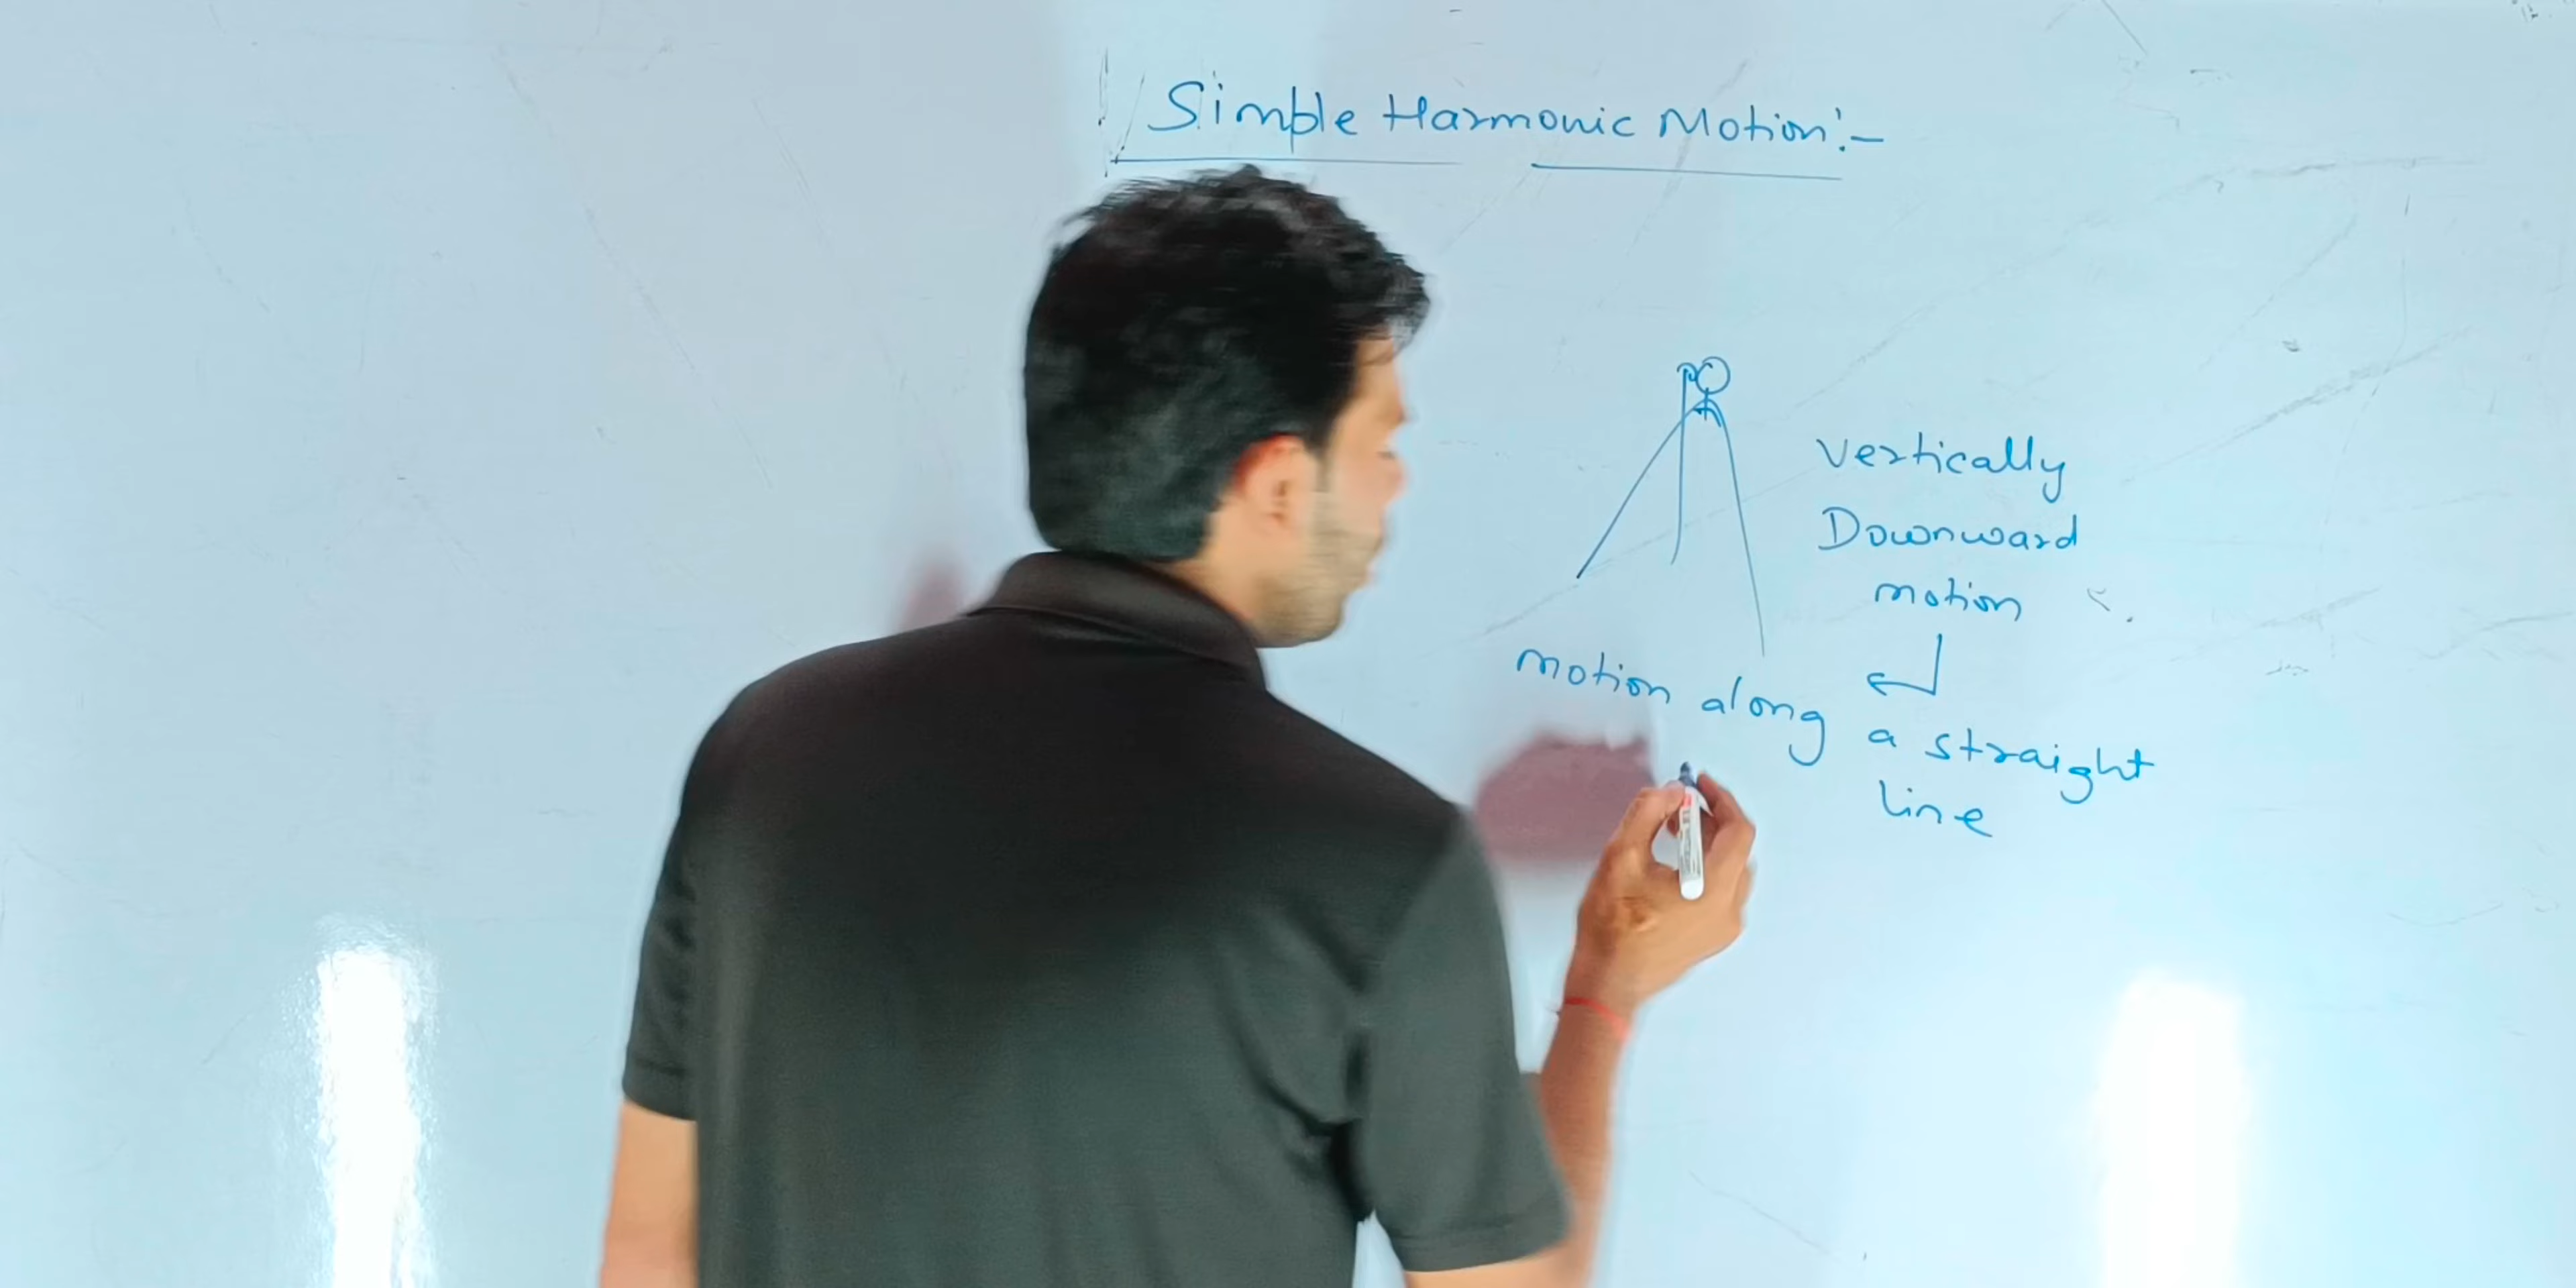 Simple Harmonic Motion:-
Vertically
Downward
motion
motion along a straight
line